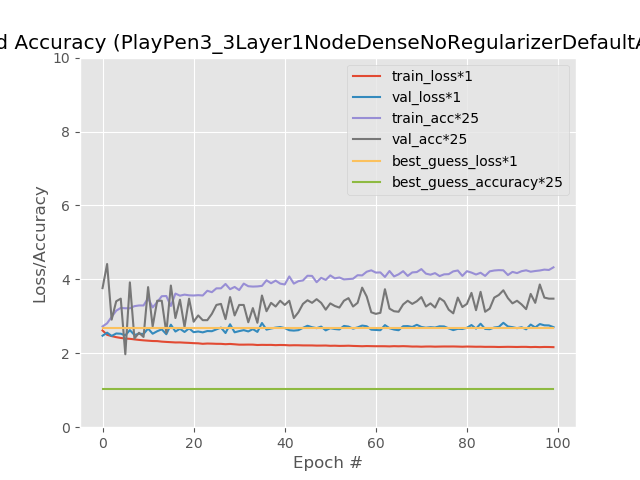 d Accuracy (PlayPen3_3Layer1NodeDenseNoRegularizerDefaultA
10
8
6
4
2
0
Loss/Accuracy
train_loss*1
val_loss*1
train_acc*25
val_acc*25
best_guess_loss*1
best_guess_accuracy*25
0 20 40 60 80 100
Epoch #